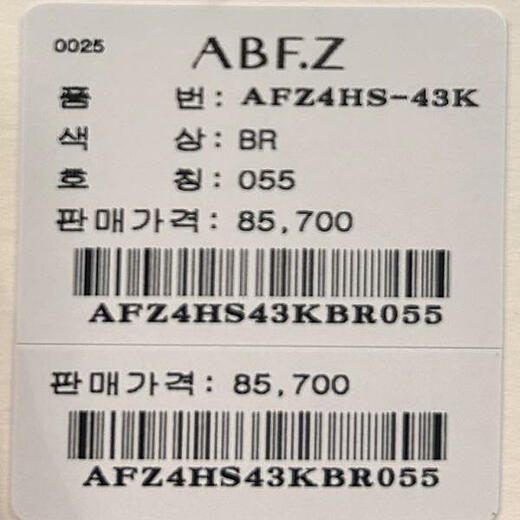 0025 ABF.Z
품 번: AFZ4HS-43K
색 상: BR
호 칭: 055
판매가격: 85,700
AFZ4HS43KBR055
판매가격: 85,700
AFZ4HS43KBR055